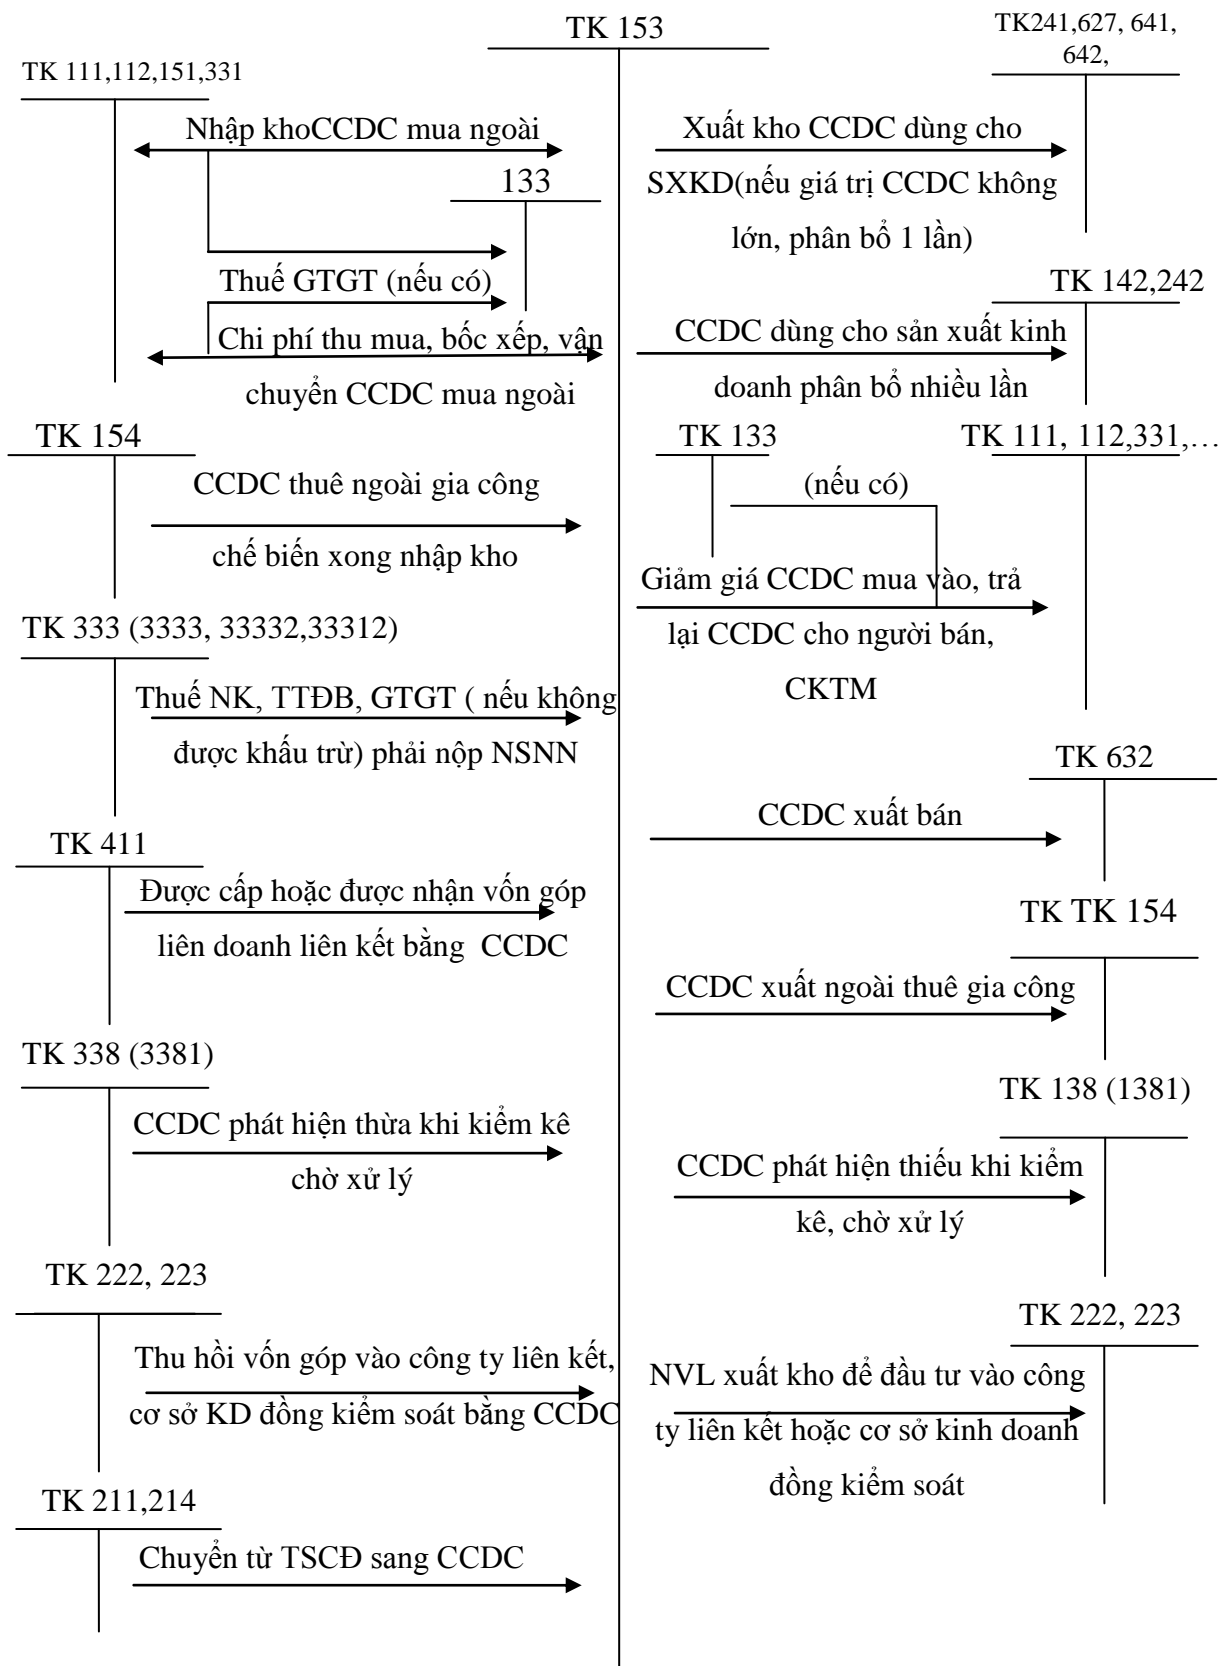 TK 153
TK241,627, 641,
642,
TK 111,112,151,331
Nhập khoCCDC mua ngoài
133
Thuế GTGT (nếu có)
Chi phí thu mua, bốc xếp, vận
chuyển CCDC mua ngoài
Xuất kho CCDC dùng cho
SXKD(nếu giá trị CCDC không
lớn, phân bổ 1 lần)
TK 142,242
CCDC dùng cho sản xuất kinh
doanh phân bổ nhiều lần
TK 154
CCDC thuê ngoài gia công
chế biến xong nhập kho
TK 133
TK 111, 112,331,…
(nếu có)
Giảm giá CCDC mua vào, trả
lại CCDC cho người bán,
CKTM
TK 333 (3333, 33332,33312)
Thuế NK, TTĐB, GTGT ( nếu không
được khấu trừ) phải nộp NSNN
TK 632
CCDC xuất bán
TK 411
Được cấp hoặc được nhận vốn góp
liên doanh liên kết bằng  CCDC
TK TK 154
CCDC xuất ngoài thuê gia công
TK 338 (3381)
CCDC phát hiện thừa khi kiểm kê
chờ xử lý
TK 138 (1381)
CCDC phát hiện thiếu khi kiểm
kê, chờ xử lý
TK 222, 223
Thu hồi vốn góp vào công ty liên kết,
cơ sở KD đồng kiểm soát bằng CCDC
TK 222, 223
NVL xuất kho để đầu tư vào công
ty liên kết hoặc cơ sở kinh doanh
đồng kiểm soát
TK 211,214
Chuyển từ TSCĐ sang CCDC